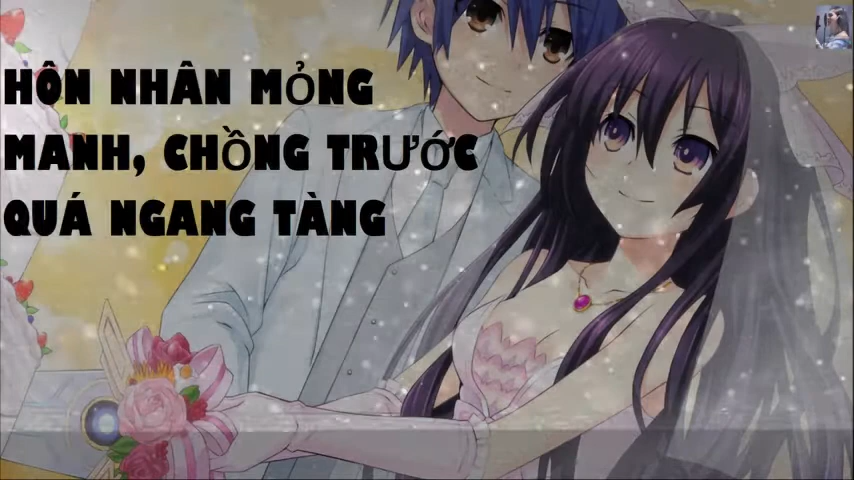 HÔN NHÂN MỎNG
MANH, CHỒNG TRƯỚC
QUÁ NGANG TÀNG